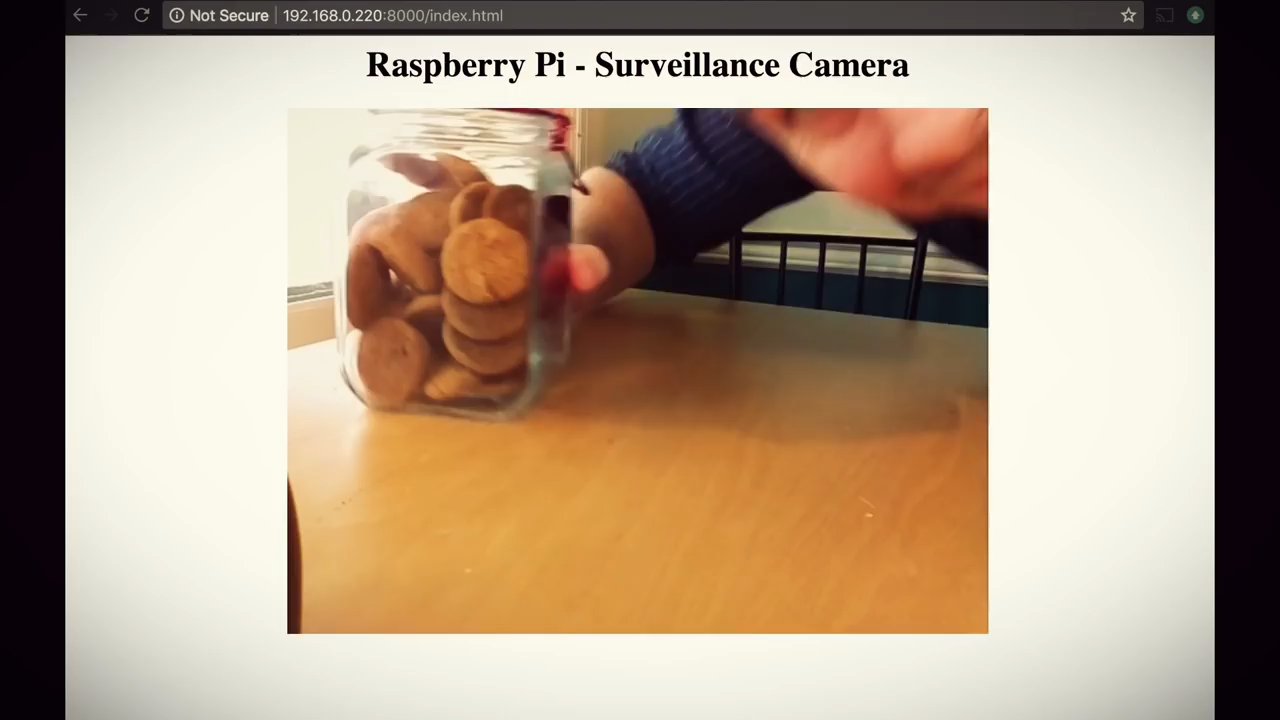 Not Secure 192.168.0.220:8000/index.html
Raspberry Pi - Surveillance Camera